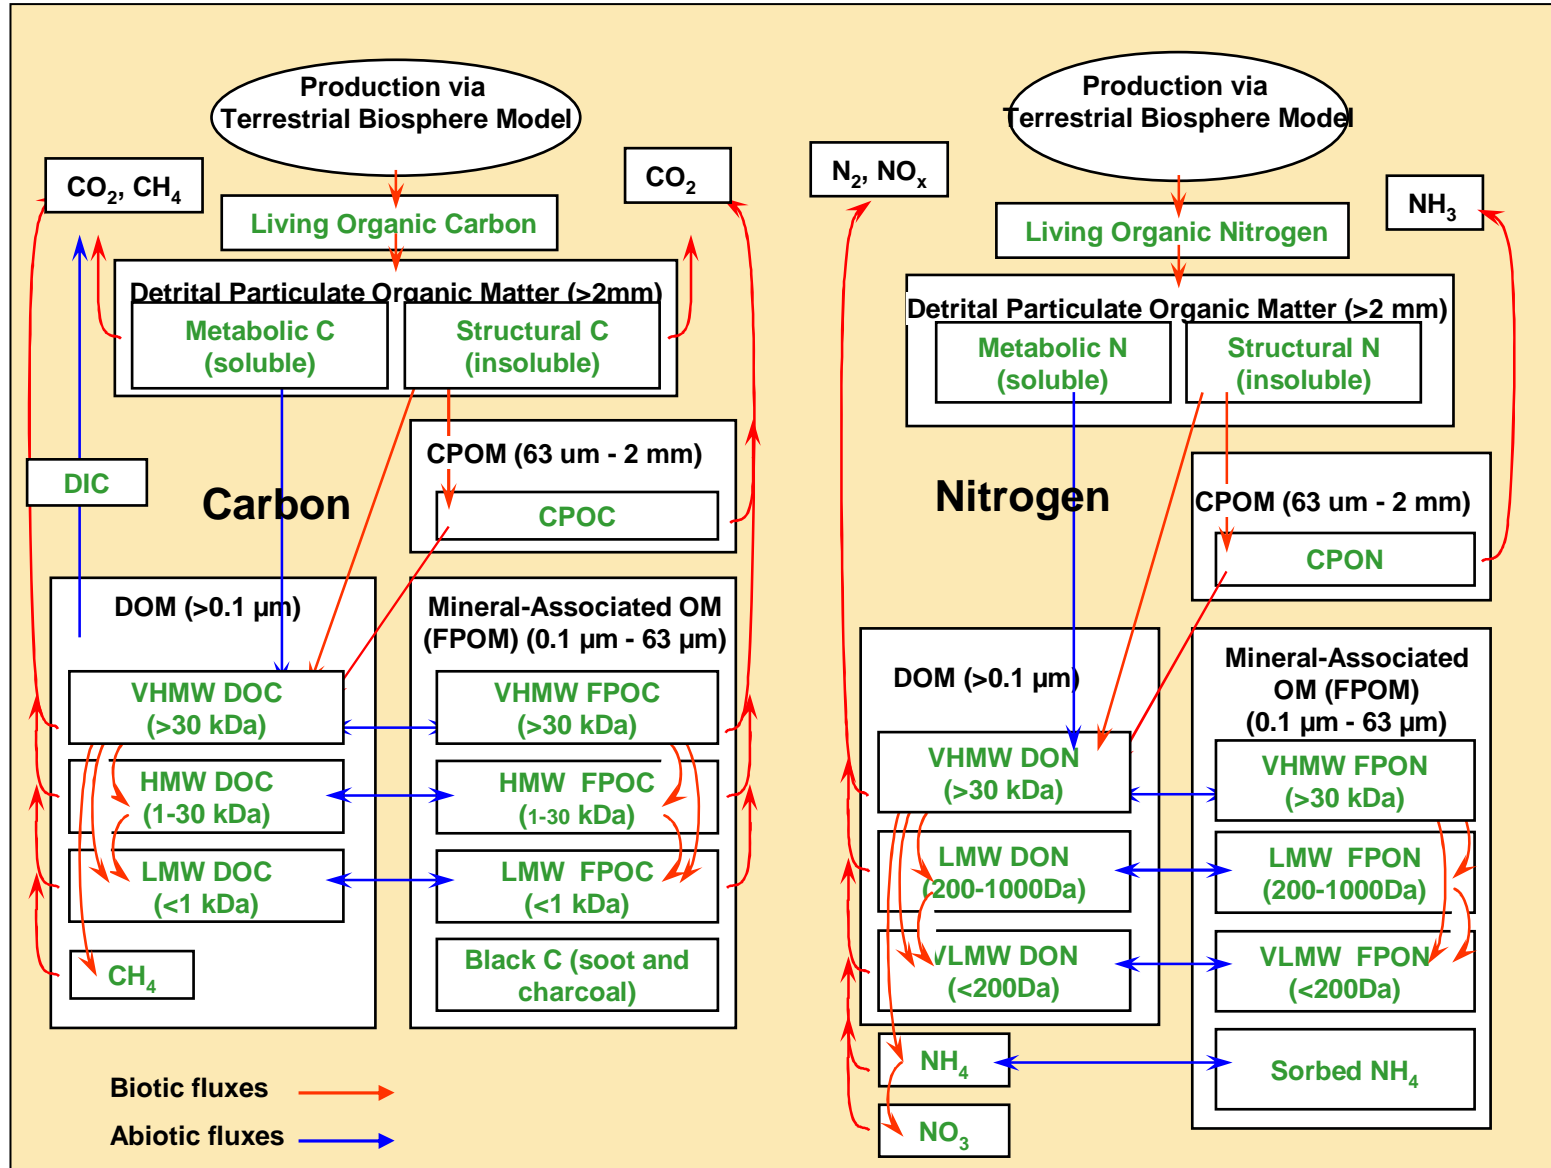 Production via
Terrestrial Biosphere Model
CO2, CH4
CO2
Living Organic Carbon
Detrital Particulate Organic Matter (>2mm)
Metabolic C
(soluble)
Structural C
(insoluble)
CPOM (63 um - 2 mm)
CPOC
DIC
Carbon
DOM (>0.1 µm)
VHMW DOC
(>30 kDa)
HMW DOC
(1-30 kDa)
LMW DOC
(<1 kDa)
CH4
Mineral-Associated OM
(FPOM) (0.1 µm - 63 µm)
VHMW FPOC
(>30 kDa)
HMW FPOC
(1-30 kDa)
LMW FPOC
(<1 kDa)
Black C (soot and
charcoal)
Biotic fluxes
Abiotic fluxes
Production via
Terrestrial Biosphere Model
N2, NOx
NH3
Living Organic Nitrogen
Detrital Particulate Organic Matter (>2 mm)
Metabolic N
(soluble)
Structural N
(insoluble)
CPOM (63 um - 2 mm)
CPON
Nitrogen
DOM (>0.1 µm)
VHMW DON
(>30 kDa)
LMW DON
(200-1000Da)
VLMW DON
(<200Da)
NH4
NO3
Mineral-Associated
OM (FPOM)
(0.1 µm - 63 µm)
VHMW FPON
(>30 kDa)
LMW FPON
(200-1000Da)
VLMW FPON
(<200Da)
Sorbed NH4